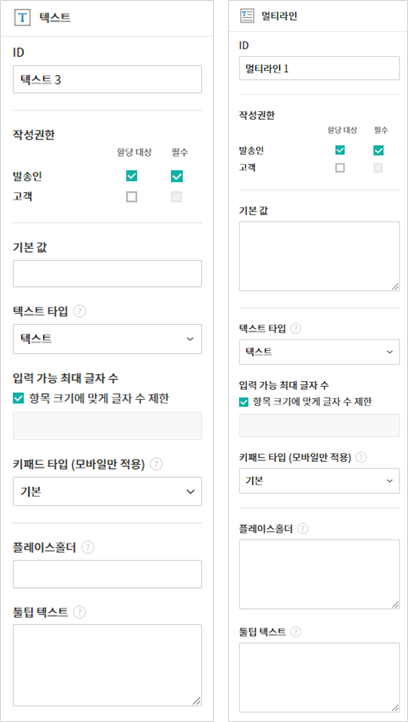 텍스트
ID
텍스트 3
작성권한
할당 대상 필수
발송인
고객
기본 값
텍스트 타입 ?
텍스트
입력 가능 최대 글자 수
항목 크기에 맞게 글자 수 제한
키패드 타입 (모바일만 적용) ?
기본
플레이스홀더 ?
툴팁 텍스트 ?
멀티라인
ID
멀티라인 1
작성권한
할당 대상 필수
발송인
고객
기본 값
텍스트 타입 ?
텍스트
입력 가능 최대 글자 수
항목 크기에 맞게 글자 수 제한
키패드 타입 (모바일만 적용) ?
기본
플레이스홀더 ?
툴팁 텍스트 ?